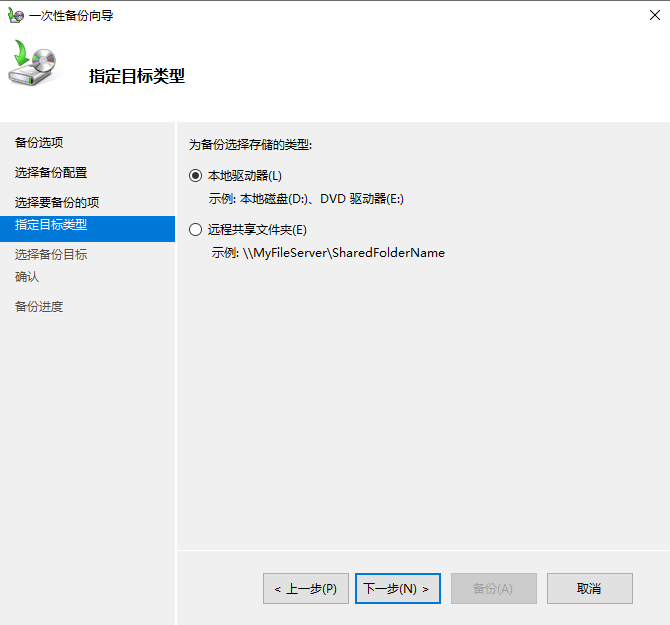 一次性备份向导
指定目标类型
备份选项
选择备份配置
选择要备份的项
指定目标类型
选择备份目标
确认
备份进度
为备份选择存储的类型:
本地驱动器(L)
示例: 本地磁盘(D:)、DVD 驱动器(E:)
远程共享文件夹(E)
示例: \\MyFileServer\SharedFolderName
< 上一步(P)
下一步(N) >
备份(A)
取消